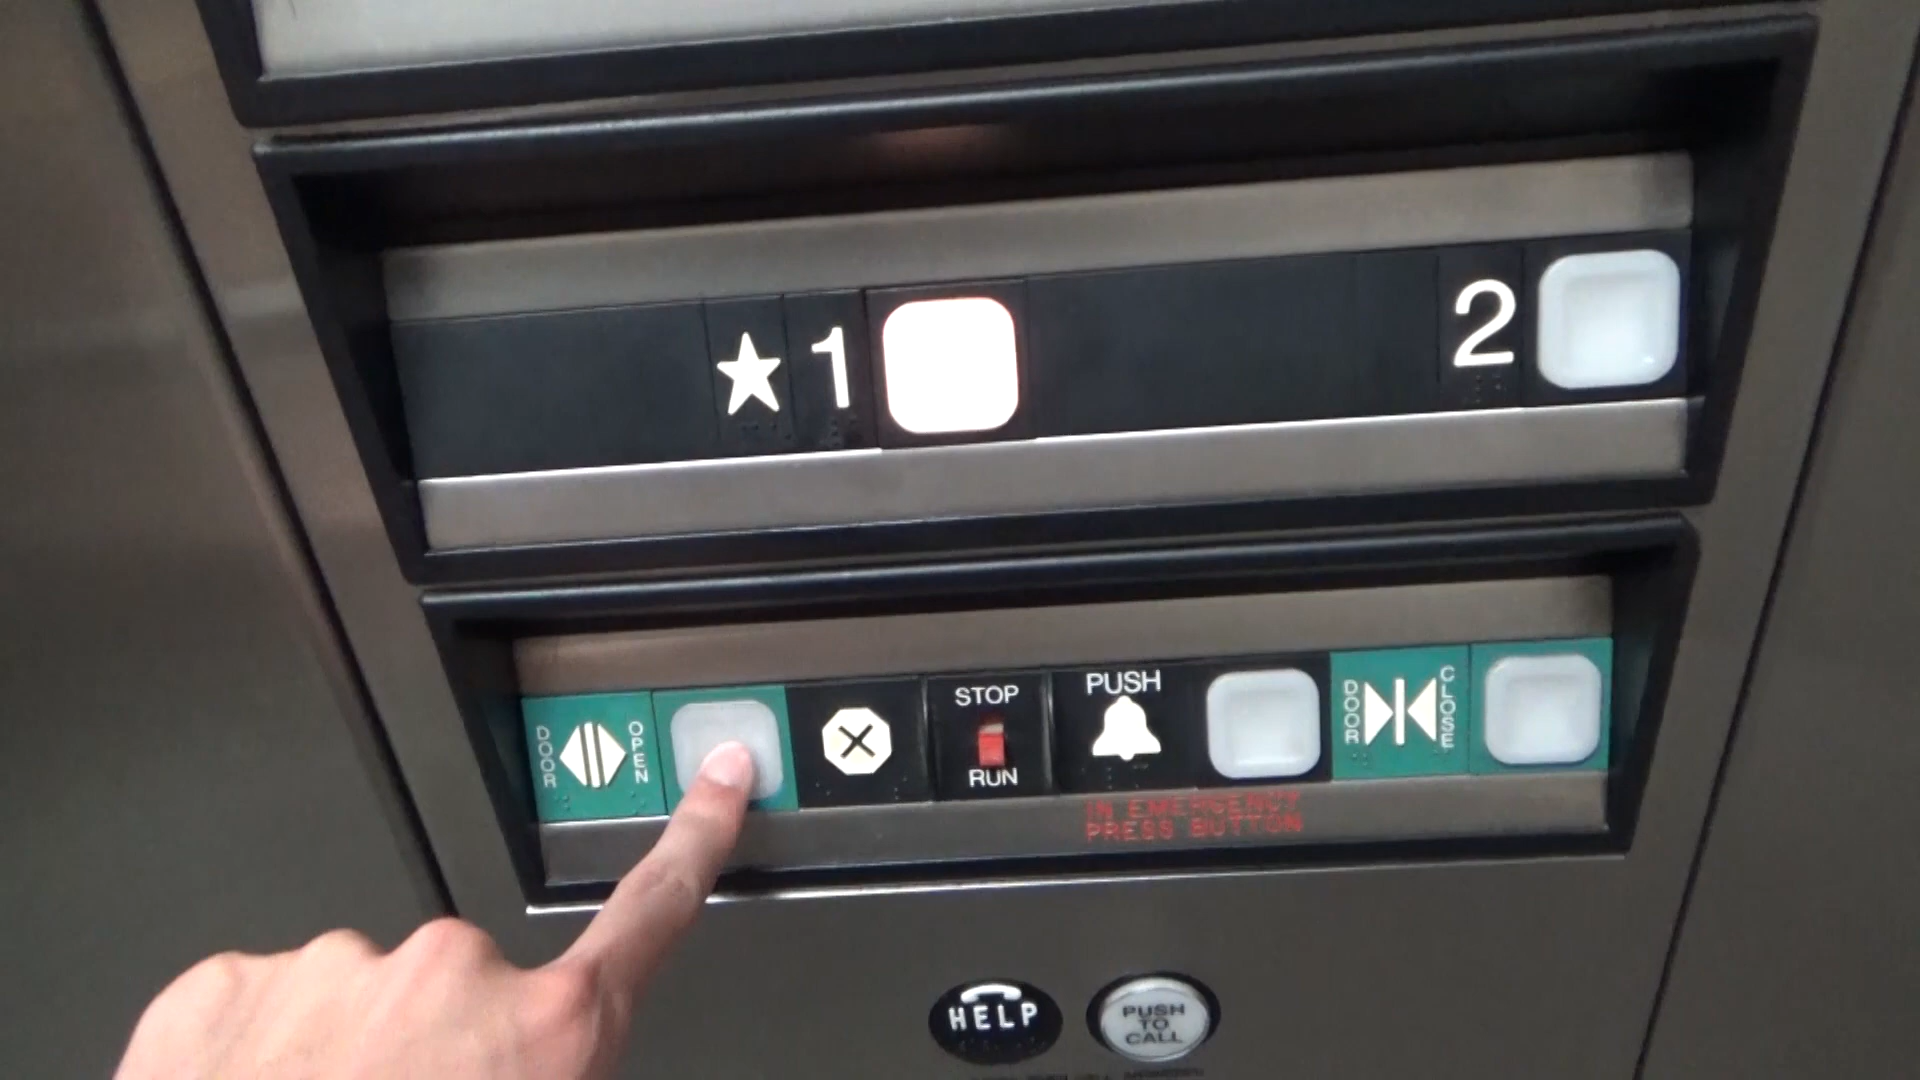 ★1
2
DOOR OPEN
STOP
RUN
PUSH
DOOR CLOSE
IN EMERGENCY
PRESS BUTTON
HELP
PUSH
TO
CALL